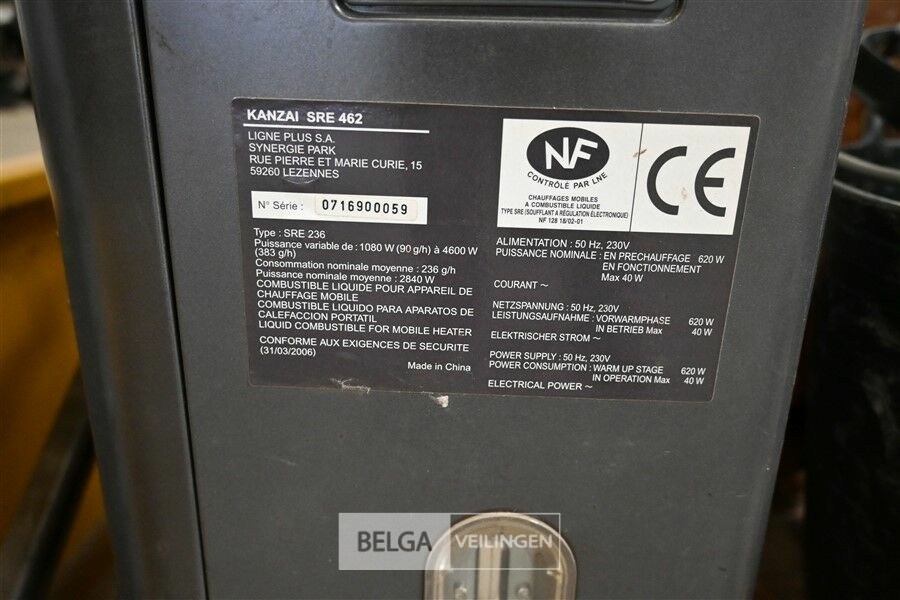 KANZAI SRE 462
LIGNE PLUS S.A.
SYNERGIE PARK
RUE PIERRE ET MARIE CURIE, 15
59260 LEZENNES
N° Série : 0716900059
Type : SRE 236
Puissance variable de : 1080 W (90 g/h) à 4600 W
(383 g/h)
Consommation nominale moyenne : 236 g/h
Puissance nominale moyenne : 2840 W
COMBUSTIBLE LIQUIDE POUR APPAREIL DE
CHAUFFAGE MOBILE
COMBUSTIBLE LIQUIDO PARA APARATOS DE
CALEFACCION PORTATIL
LIQUID COMBUSTIBLE FOR MOBILE HEATER
CONFORME AUX EXIGENCES DE SECURITE
(31/03/2006)
Made in China
NF
CONTRÔLÉ PAR LNE
CHAUFFAGES MOBILES
A COMBUSTIBLE LIQUIDE
TYPE SRE (SOUFFLANT A RÉGULATION ÉLECTRONIQUE)
NF 128 18/02-01
CE
ALIMENTATION : 50 Hz, 230V
PUISSANCE NOMINALE : EN PRECHAUFFAGE 620 W
EN FONCTIONNEMENT
Max 40 W
COURANT ~
NETZSPANNUNG : 50 Hz, 230V
LEISTUNGSAUFNAHME : VORWARMPHASE 620 W
IN BETRIEB Max 40 W
ELEKTRISCHER STROM ~
POWER SUPPLY : 50 Hz, 230V
POWER CONSUMPTION : WARM UP STAGE 620 W
IN OPERATION Max 40 W
ELECTRICAL POWER ~
BELGA VEILINGEN